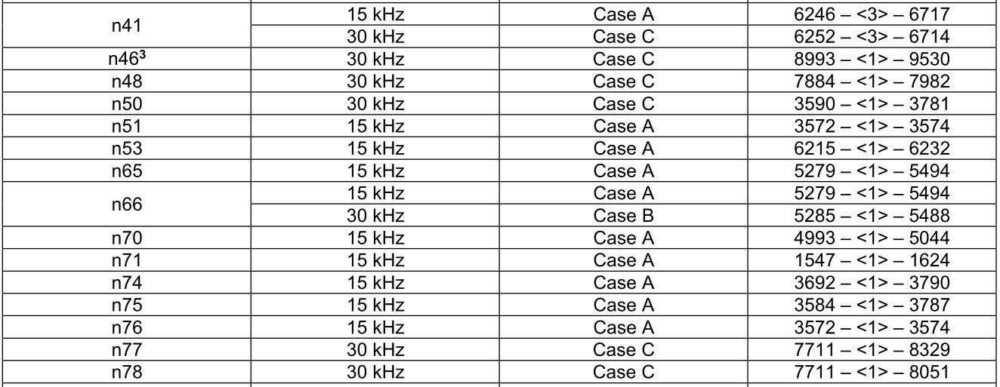 n41 15 kHz Case A 6246 – <3> – 6717
30 kHz Case C 6252 – <3> – 6714
n46³ 30 kHz Case C 8993 – <1> – 9530
n48 30 kHz Case C 7884 – <1> – 7982
n50 30 kHz Case C 3590 – <1> – 3781
n51 15 kHz Case A 3572 – <1> – 3574
n53 15 kHz Case A 6215 – <1> – 6232
n65 15 kHz Case A 5279 – <1> – 5494
n66 15 kHz Case A 5279 – <1> – 5494
30 kHz Case B 5285 – <1> – 5488
n70 15 kHz Case A 4993 – <1> – 5044
n71 15 kHz Case A 1547 – <1> – 1624
n74 15 kHz Case A 3692 – <1> – 3790
n75 15 kHz Case A 3584 – <1> – 3787
n76 15 kHz Case A 3572 – <1> – 3574
n77 30 kHz Case C 7711 – <1> – 8329
n78 30 kHz Case C 7711 – <1> – 8051